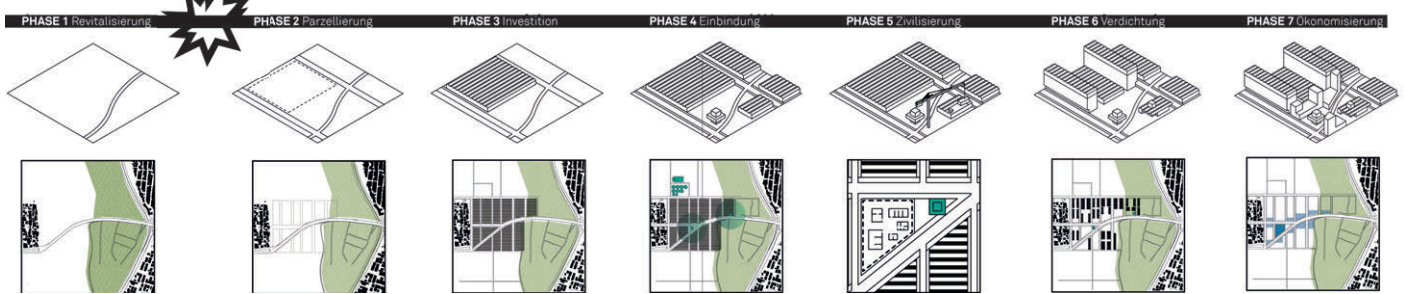 PHASE 1 Revitalisierung
PHASE 2 Parzellierung
PHASE 3 Investition
PHASE 4 Einbindung
PHASE 5 Zivilisierung
PHASE 6 Verdichtung
PHASE 7 Ökonomisierung